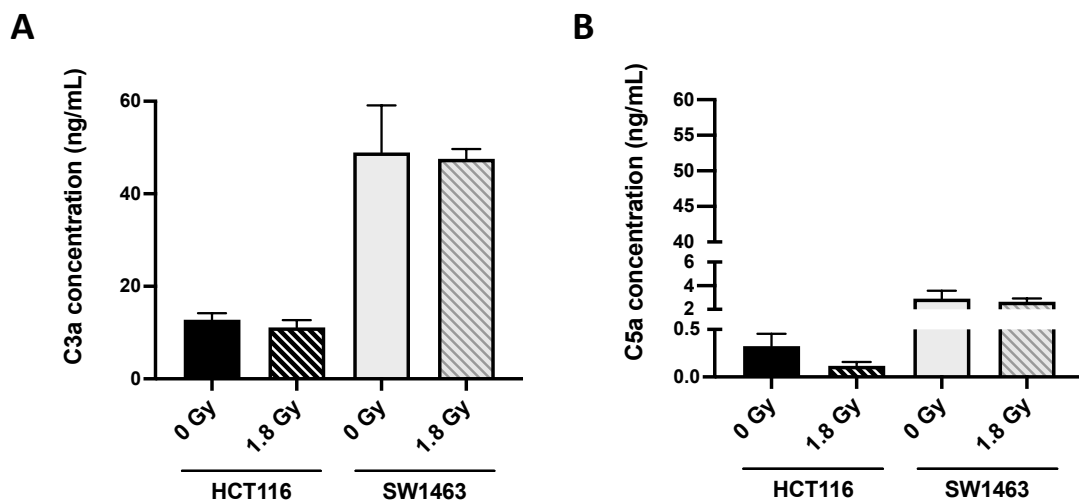 A
C3a concentration (ng/mL)
60
40
20
0
0 Gy
1.8 Gy
0 Gy
1.8 Gy
HCT116
SW1463
B
C5a concentration (ng/mL)
60
55
50
45
40
6
4
2
0.5
0.0
0 Gy
1.8 Gy
0 Gy
1.8 Gy
HCT116
SW1463